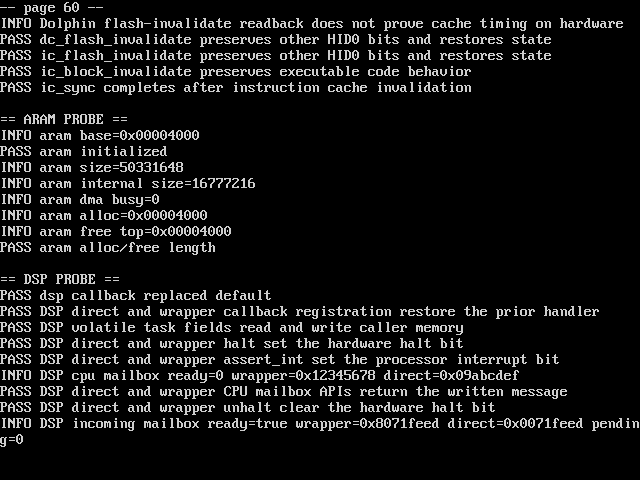 -- page 60 --
INFO Dolphin flash-invalidate readback does not prove cache timing on hardware
PASS dc_flash_invalidate preserves other HID0 bits and restores state
PASS ic_flash_invalidate preserves other HID0 bits and restores state
PASS ic_block_invalidate preserves executable code behavior
PASS ic_sync completes after instruction cache invalidation
== ARAM PROBE ==
INFO aram base=0x00004000
PASS aram initialized
INFO aram size=50331648
INFO aram internal size=16777216
INFO aram dma busy=0
INFO aram alloc=0x00004000
INFO aram free top=0x00004000
PASS aram alloc/free length
== DSP PROBE ==
PASS dsp callback replaced default
PASS DSP direct and wrapper callback registration restore the prior handler
PASS DSP volatile task fields read and write caller memory
PASS DSP direct and wrapper halt set the hardware halt bit
PASS DSP direct and wrapper assert_int set the processor interrupt bit
INFO DSP cpu mailbox ready=0 wrapper=0x12345678 direct=0x09abcdef
PASS DSP direct and wrapper CPU mailbox APIs return the written message
PASS DSP direct and wrapper unhalt clear the hardware halt bit
INFO DSP incoming mailbox ready=true wrapper=0x8071feed direct=0x0071feed pendin
g=0